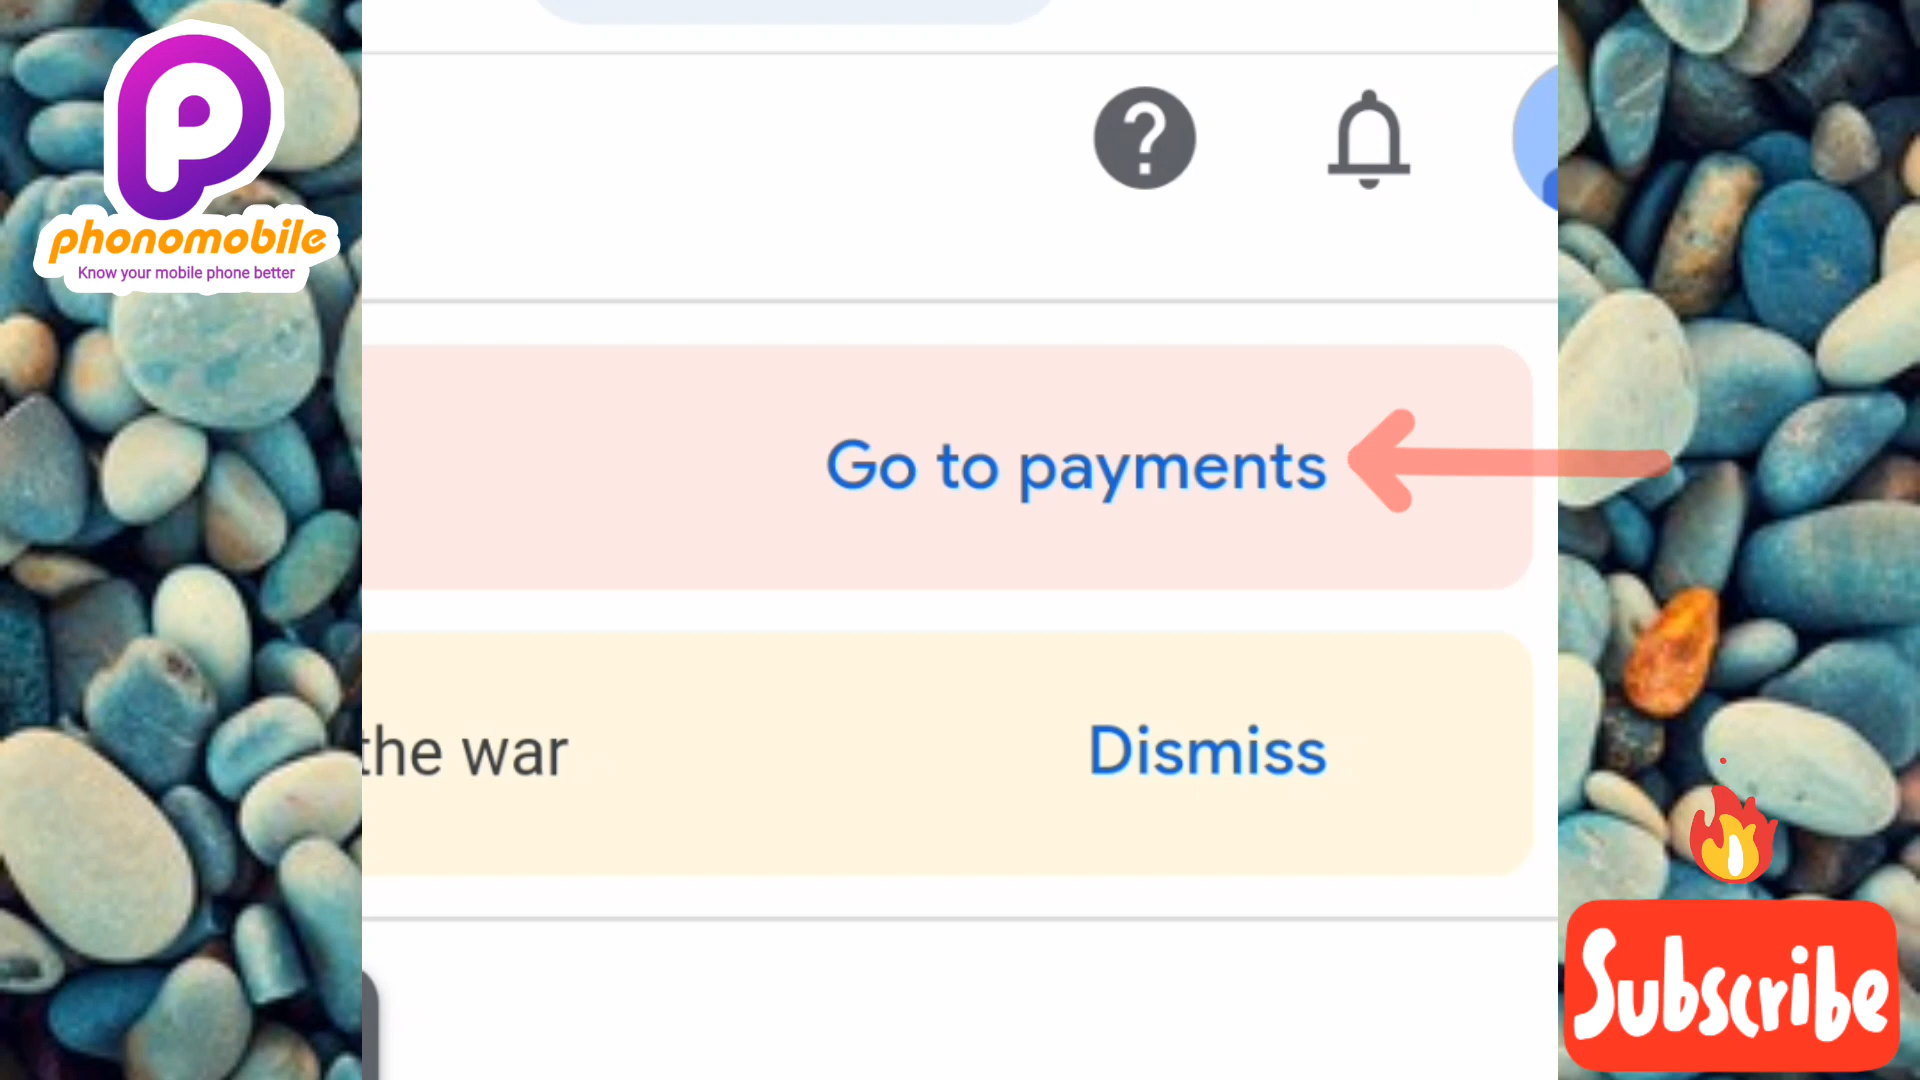 phonomobile
Know your mobile phone better
?
Go to payments
the war
Dismiss
Subscribe